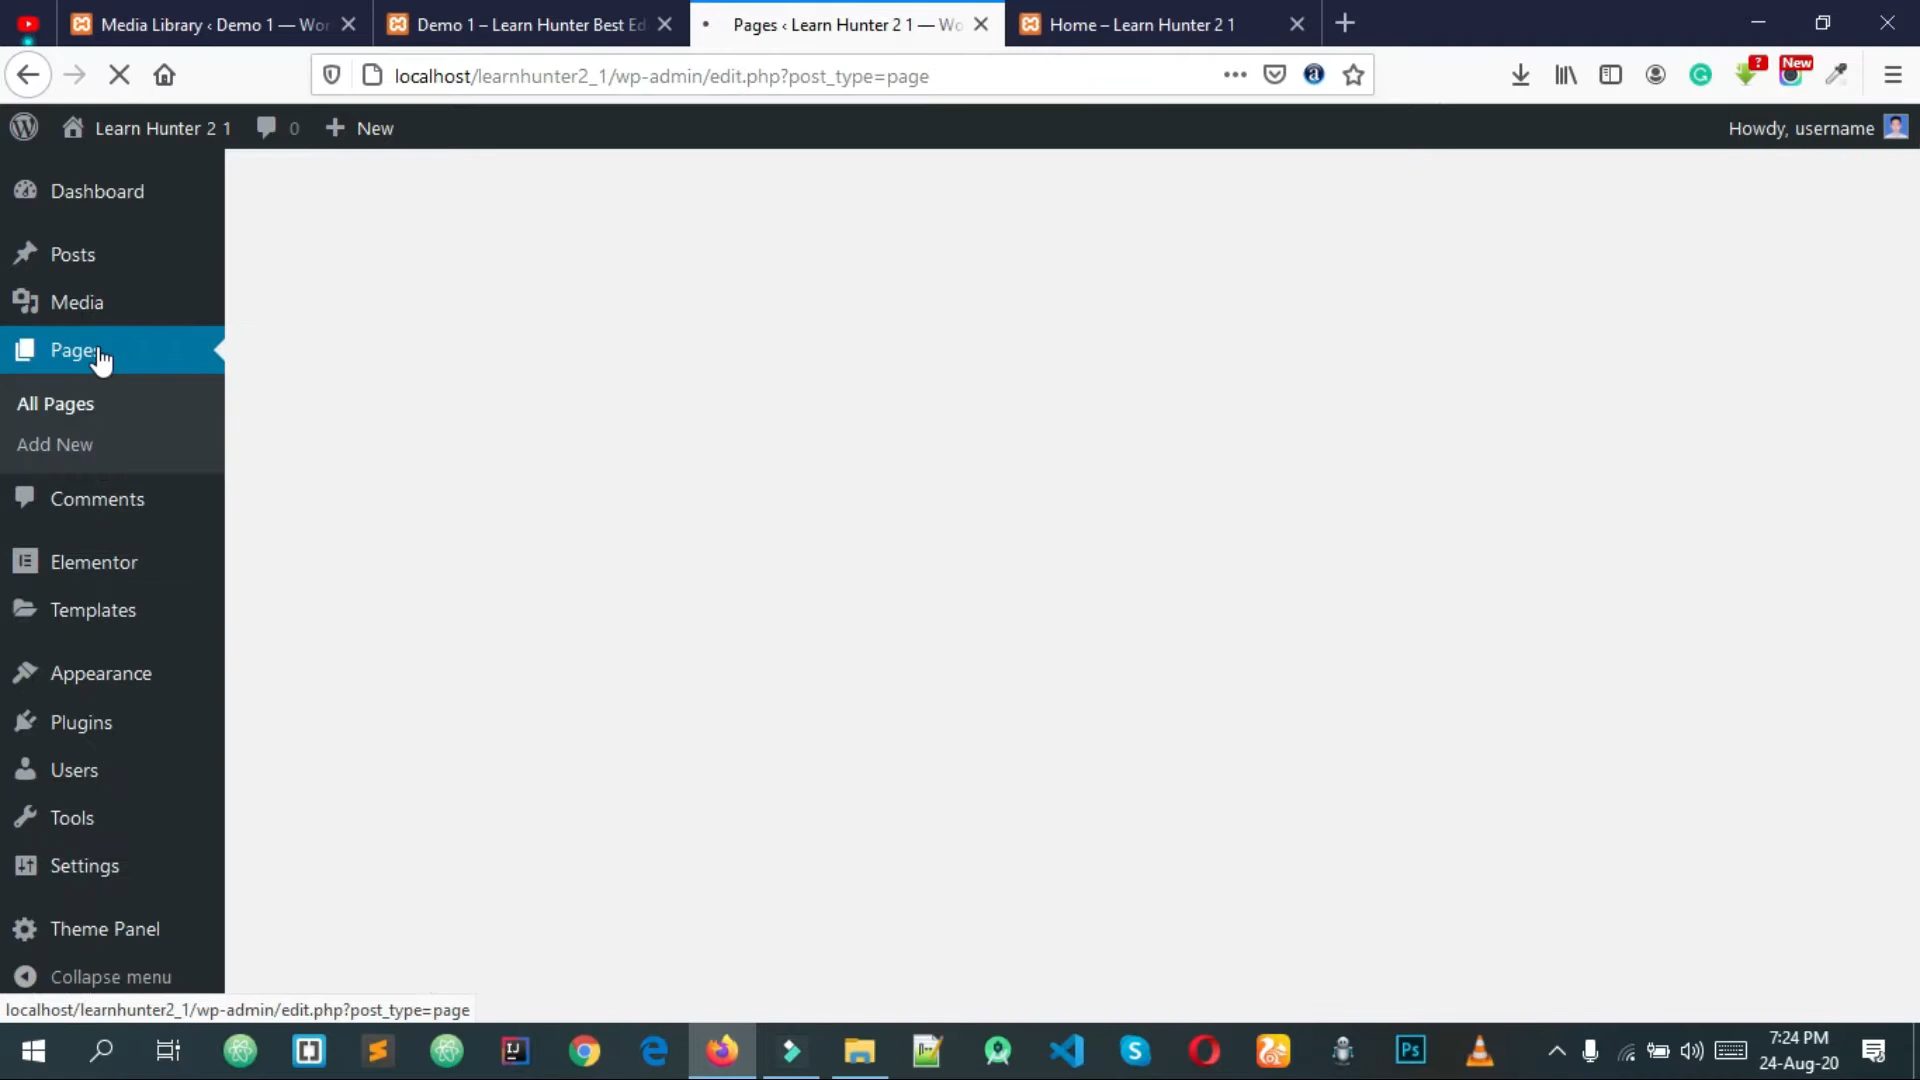 Media Library ‹ Demo 1 — Wor
Demo 1 – Learn Hunter Best Ed
Pages ‹ Learn Hunter 2 1 — Wo
Home – Learn Hunter 2 1
localhost/learnhunter2_1/wp-admin/edit.php?post_type=page
?
New
Learn Hunter 2 1
0
New
Howdy, username
Dashboard
Posts
Media
Pages
All Pages
Add New
Comments
Elementor
Templates
Appearance
Plugins
Users
Tools
Settings
Theme Panel
Collapse menu
localhost/learnhunter2_1/wp-admin/edit.php?post_type=page
7:24 PM
24-Aug-20